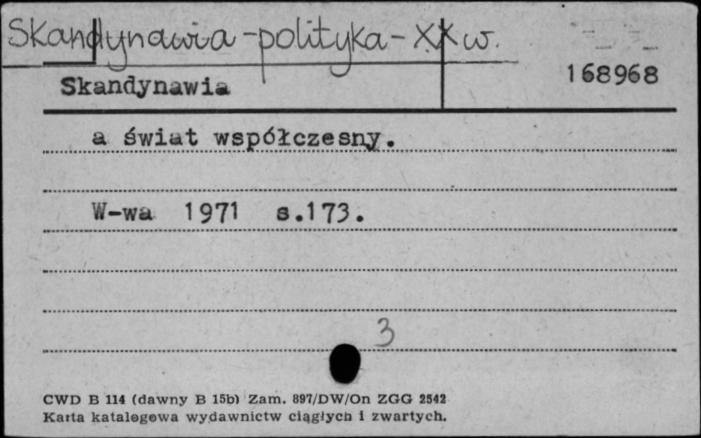 Skandynawia - polityka - XX w.
Skandynawia
168968
a świat współczesny.
W-wa 1971 s.173.
3
CWD B 114 (dawny B 15b) Zam. 897/DW/On ZGG 2542
Karta katalogowa wydawnictw ciągłych i zwartych.